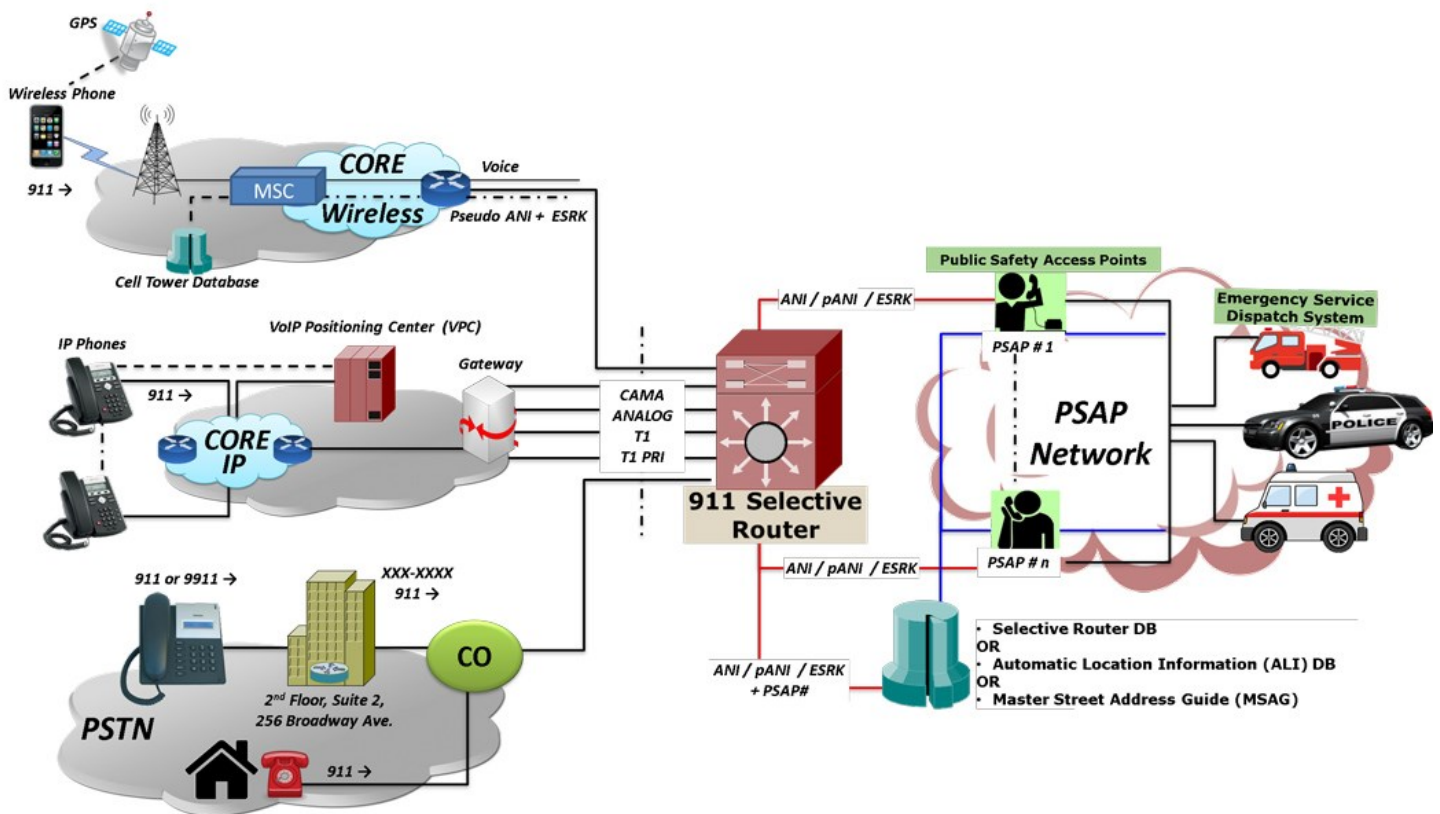 GPS
Wireless Phone
911 →
CORE
MSC
Wireless
Voice
Pseudo ANI + ESRK
Cell Tower Database
VoIP Positioning Center (VPC)
IP Phones
911 →
Gateway
CORE
IP
CAMA
ANALOG
T1
T1 PRI
911 or 9911 →
XXX-XXXX
911 →
CO
2nd Floor, Suite 2,
256 Broadway Ave.
PSTN
911 →
911 Selective
Router
ANI / pANI / ESRK
Public Safety Access Points
PSAP # 1
PSAP
Network
Emergency Service
Dispatch System
POLICE
ANI / pANI / ESRK
PSAP # n
ANI / pANI / ESRK
+ PSAP#
· Selective Router DB
OR
· Automatic Location Information (ALI) DB
OR
· Master Street Address Guide (MSAG)